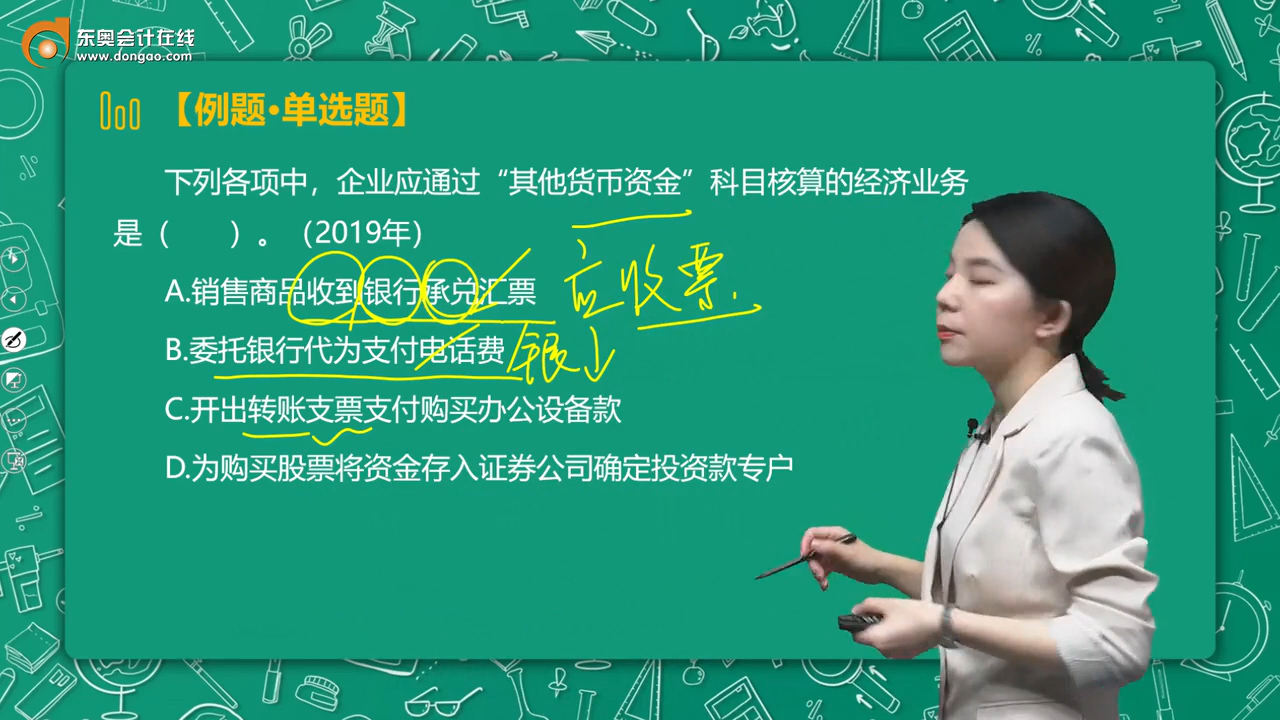 东奥会计在线
www.dongao.com
【例题•单选题】
下列各项中，企业应通过“其他货币资金”科目核算的经济业务
是（　　）。（2019年）
A.销售商品收到银行承兑汇票
应收票
B.委托银行代为支付电话费
银↓
C.开出转账支票支付购买办公设备款
D.为购买股票将资金存入证券公司确定投资款专户